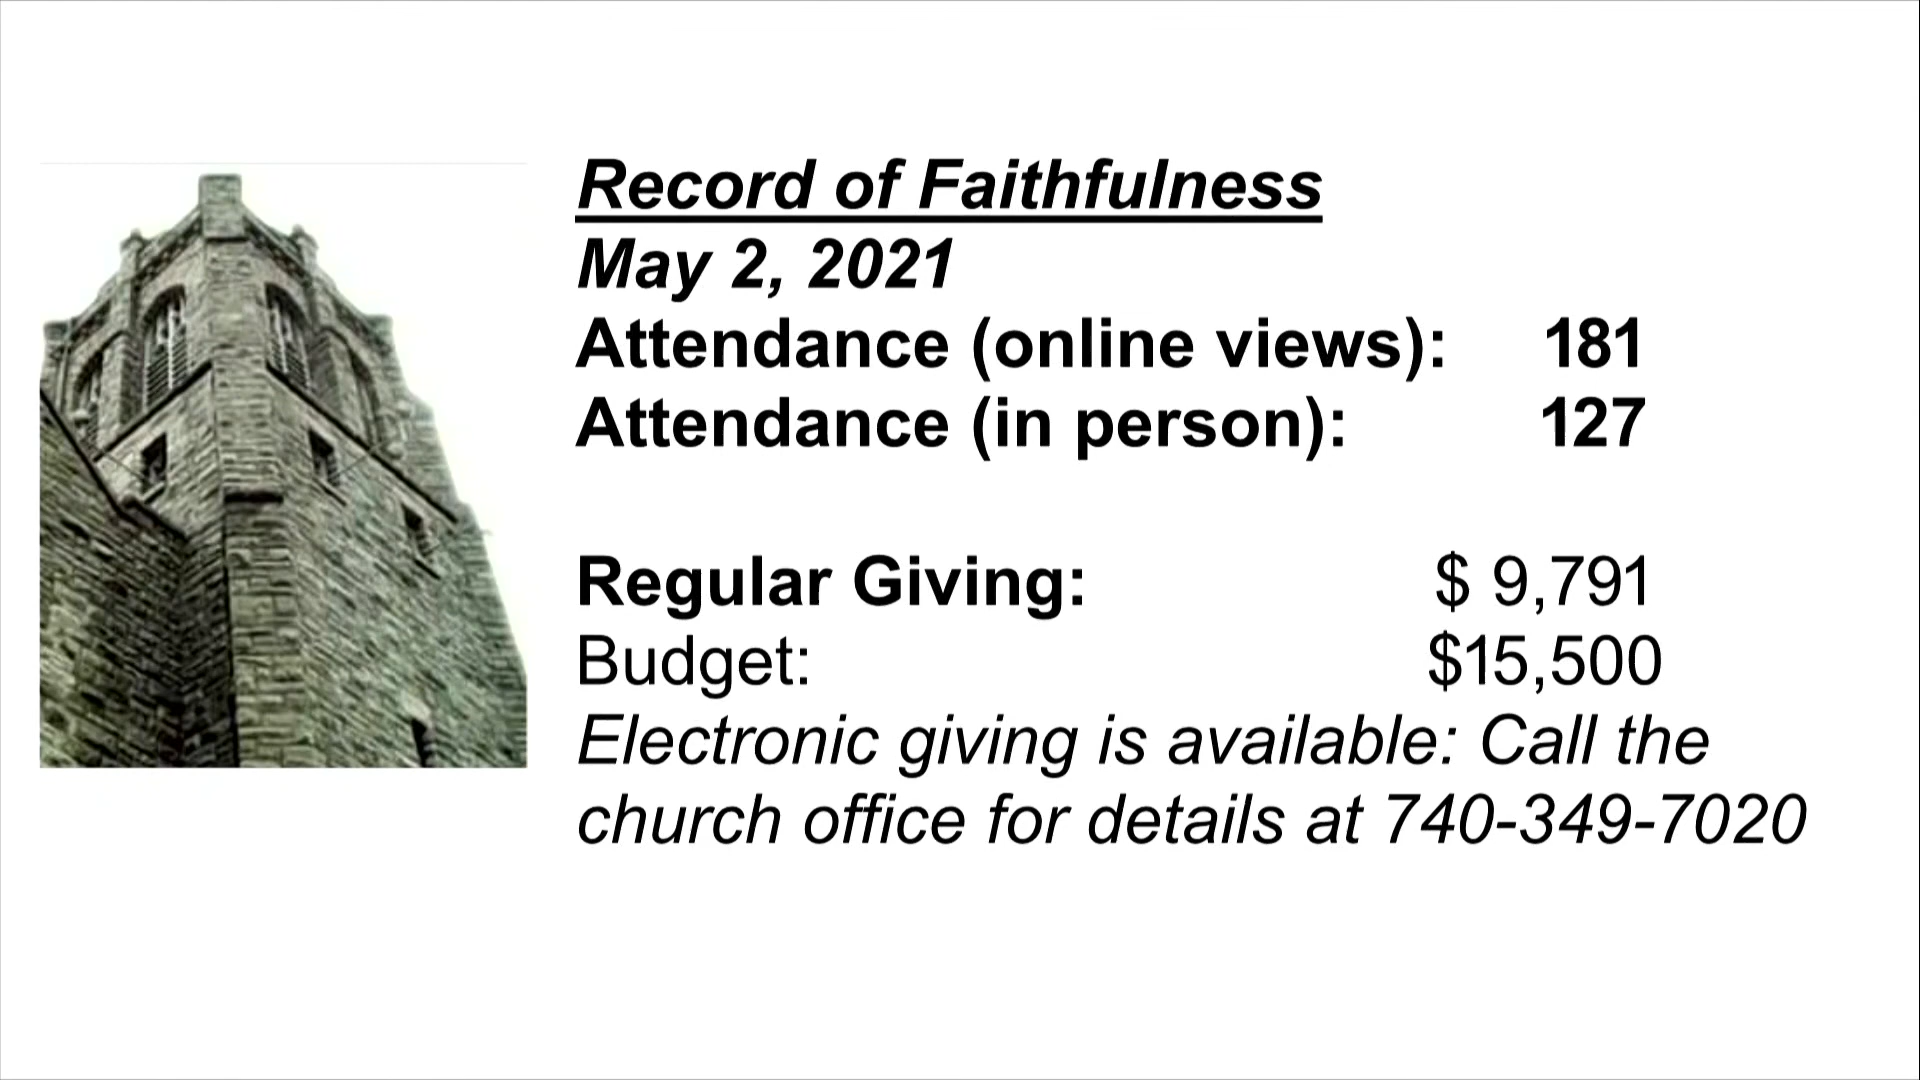 Record of Faithfulness
May 2, 2021
Attendance (online views): 181
Attendance (in person): 127
Regular Giving: $ 9,791
Budget: $15,500
Electronic giving is available: Call the
church office for details at 740-349-7020